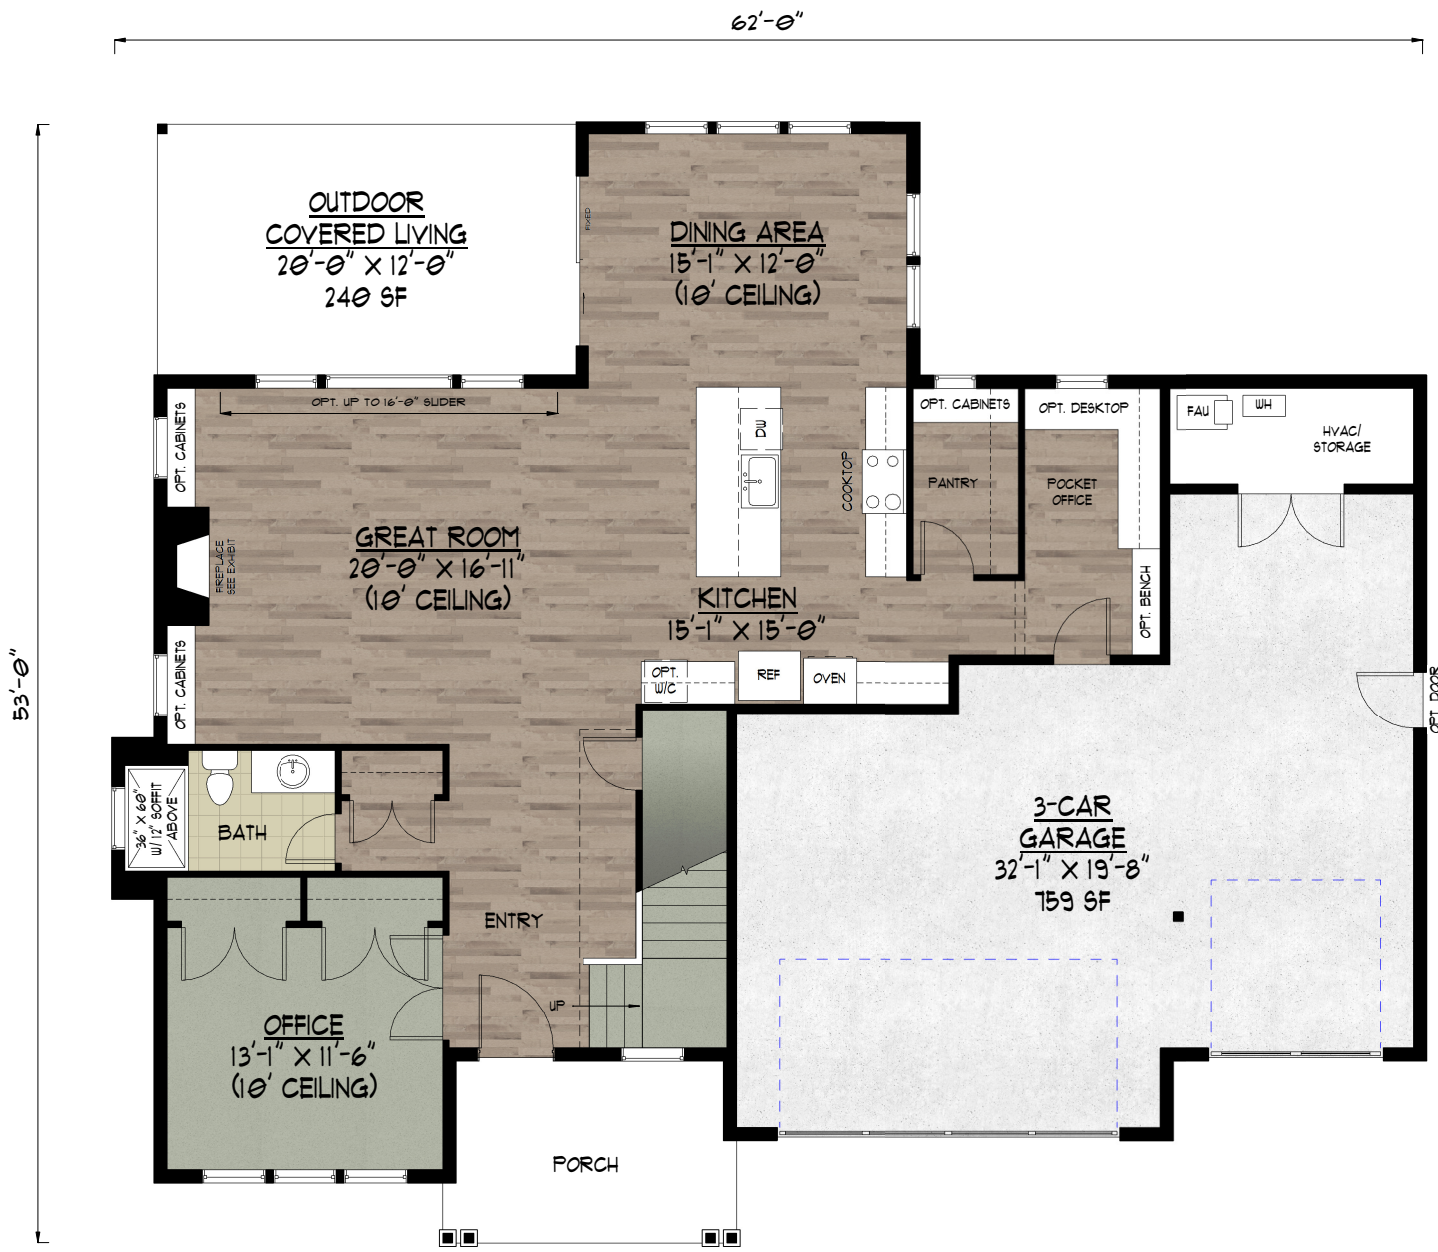 62'-0"
53'-0"
OUTDOOR
COVERED LIVING
20'-0" X 12'-0"
240 SF
FIXED
DINING AREA
15'-1" X 12'-0"
(10' CEILING)
OPT. UP TO 16'-0" SLIDER
OPT. CABINETS
DW
COOKTOP
OPT. CABINETS
PANTRY
OPT. DESKTOP
POCKET
OFFICE
OPT. BENCH
FAU
WH
HVAC/
STORAGE
GREAT ROOM
20'-0" X 16'-11"
(10' CEILING)
FIREPLACE
SEE EXHIBIT
KITCHEN
15'-1" X 15'-0"
OPT. CABINETS
OPT.
W/C
REF
OVEN
OPT. DOOR
36" X 60"
W/ 12" SOFFIT
ABOVE
BATH
3-CAR
GARAGE
32'-1" X 19'-8"
759 SF
ENTRY
UP
OFFICE
13'-1" X 11'-6"
(10' CEILING)
PORCH